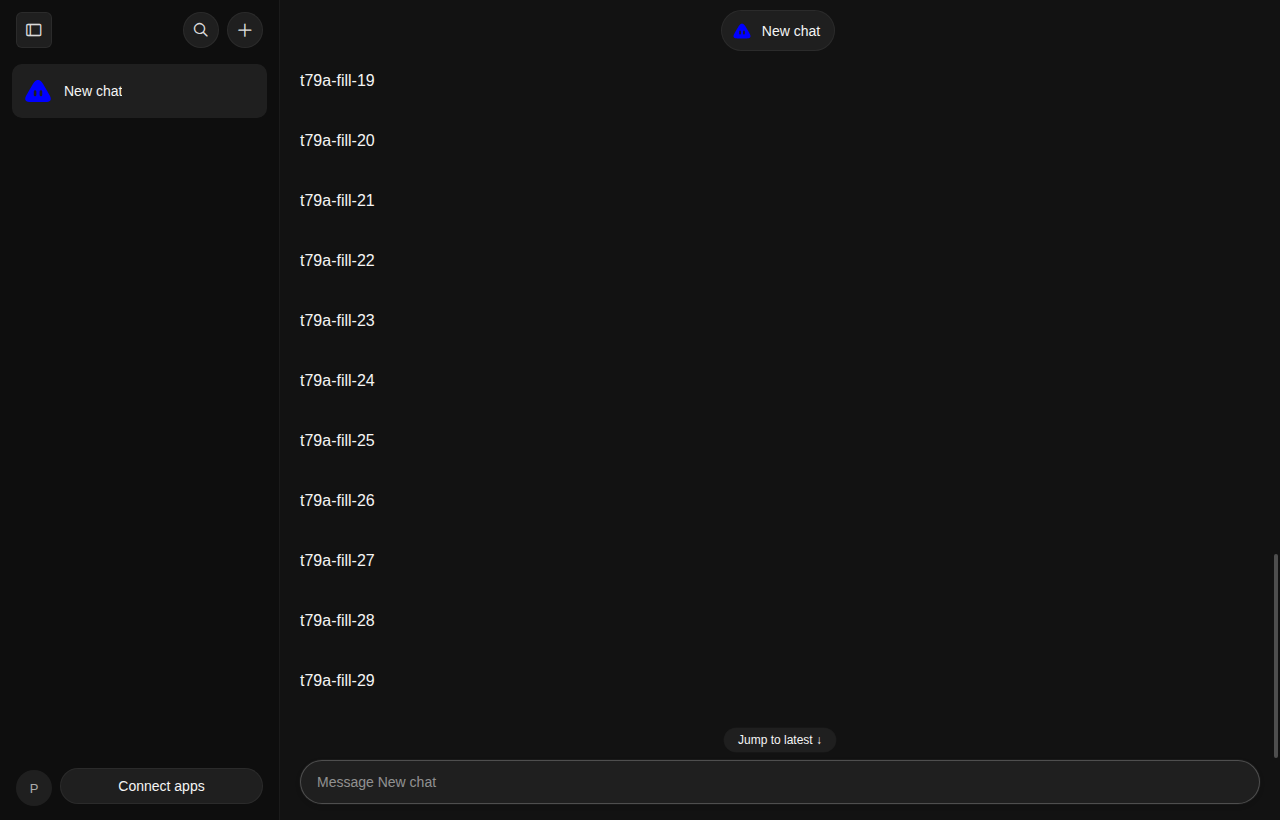 New chat
New chat
t79a-fill-19
t79a-fill-20
t79a-fill-21
t79a-fill-22
t79a-fill-23
t79a-fill-24
t79a-fill-25
t79a-fill-26
t79a-fill-27
t79a-fill-28
t79a-fill-29
Jump to latest ↓
Message New chat
P
Connect apps